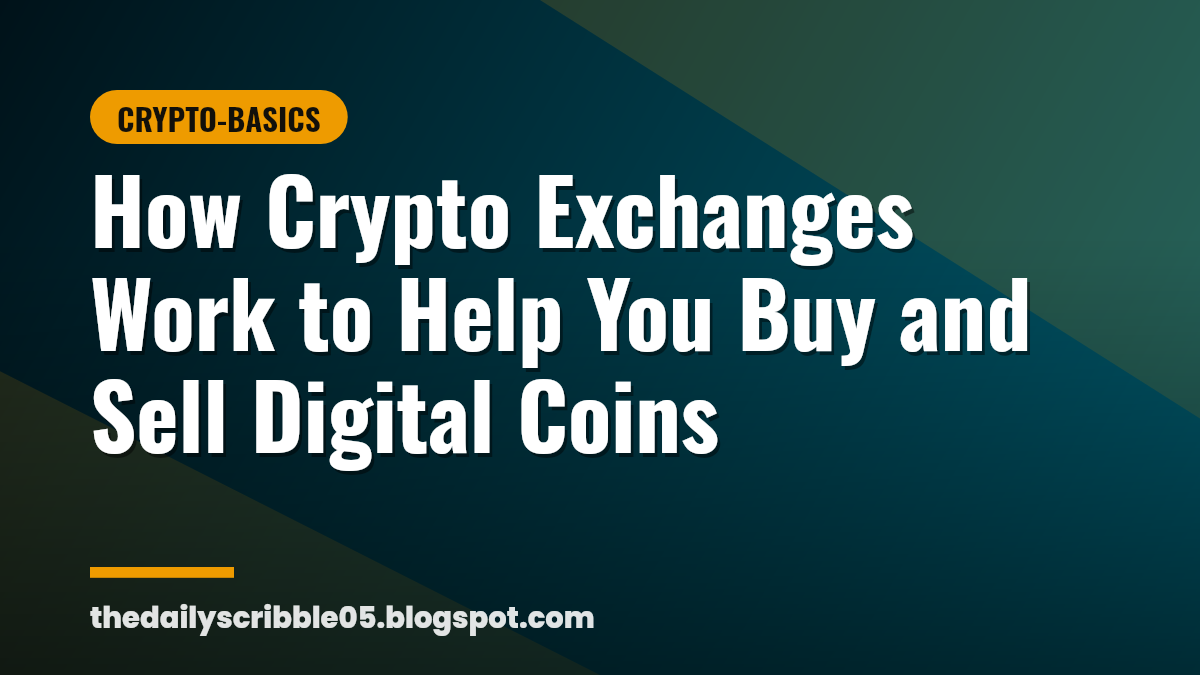 CRYPTO-BASICS
How Crypto Exchanges
Work to Help You Buy and
Sell Digital Coins
thedailyscribble05.blogspot.com